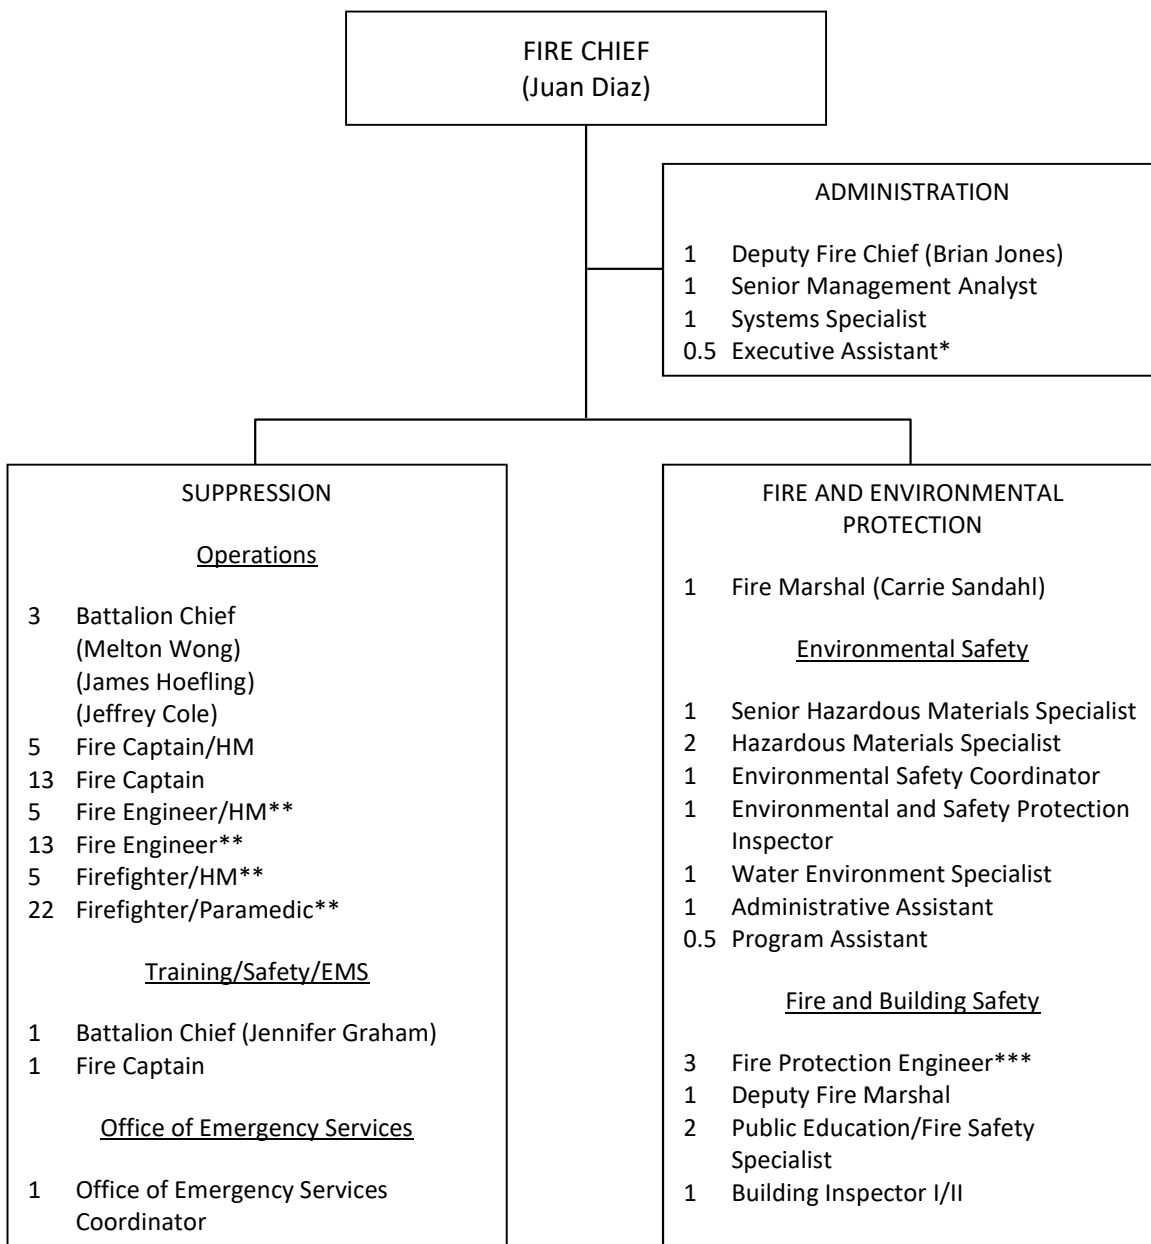 FIRE CHIEF
(Juan Diaz)
ADMINISTRATION
1 Deputy Fire Chief (Brian Jones)
1 Senior Management Analyst
1 Systems Specialist
0.5 Executive Assistant*
SUPPRESSION
Operations
3 Battalion Chief
(Melton Wong)
(James Hoefling)
(Jeffrey Cole)
5 Fire Captain/HM
13 Fire Captain
5 Fire Engineer/HM**
13 Fire Engineer**
5 Firefighter/HM**
22 Firefighter/Paramedic**
Training/Safety/EMS
1 Battalion Chief (Jennifer Graham)
1 Fire Captain
Office of Emergency Services
1 Office of Emergency Services
Coordinator
FIRE AND ENVIRONMENTAL
PROTECTION
1 Fire Marshal (Carrie Sandahl)
Environmental Safety
1 Senior Hazardous Materials Specialist
2 Hazardous Materials Specialist
1 Environmental Safety Coordinator
1 Environmental and Safety Protection
Inspector
1 Water Environment Specialist
1 Administrative Assistant
0.5 Program Assistant
Fire and Building Safety
3 Fire Protection Engineer***
1 Deputy Fire Marshal
2 Public Education/Fire Safety
Specialist
1 Building Inspector I/II